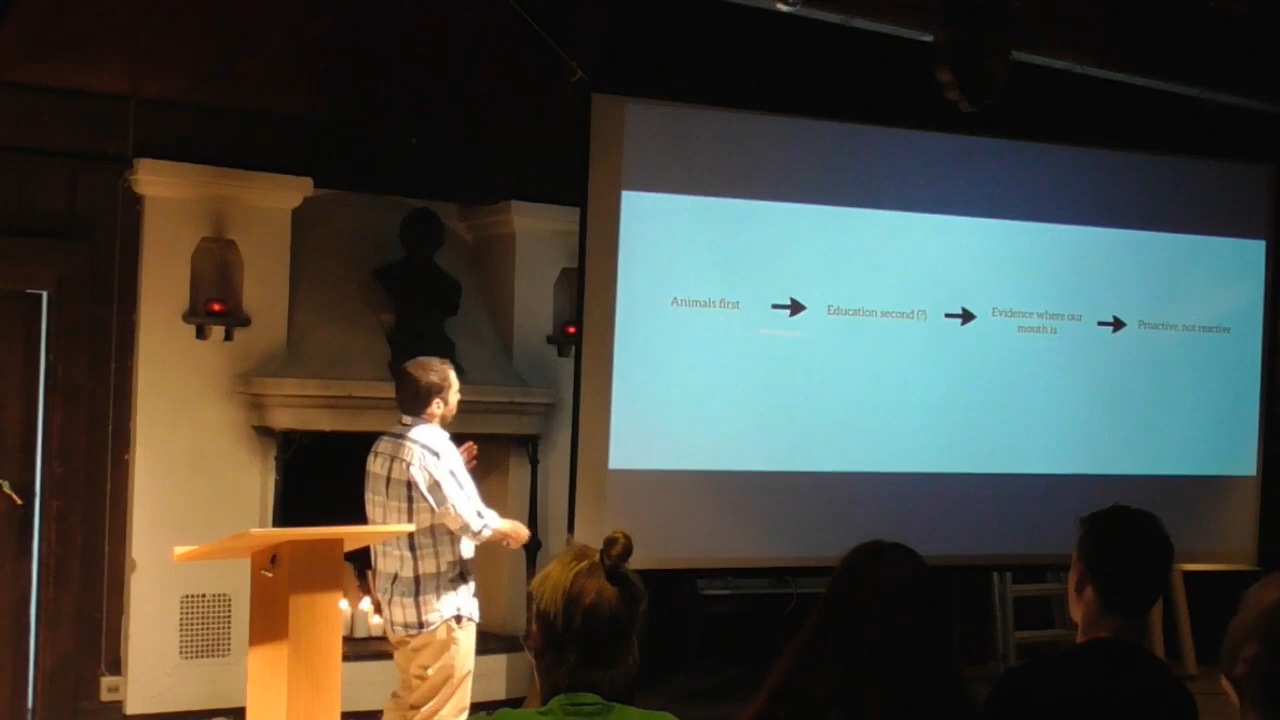 Animals first
Education second (?)
Evidence where our
mouth is
Proactive, not reactive